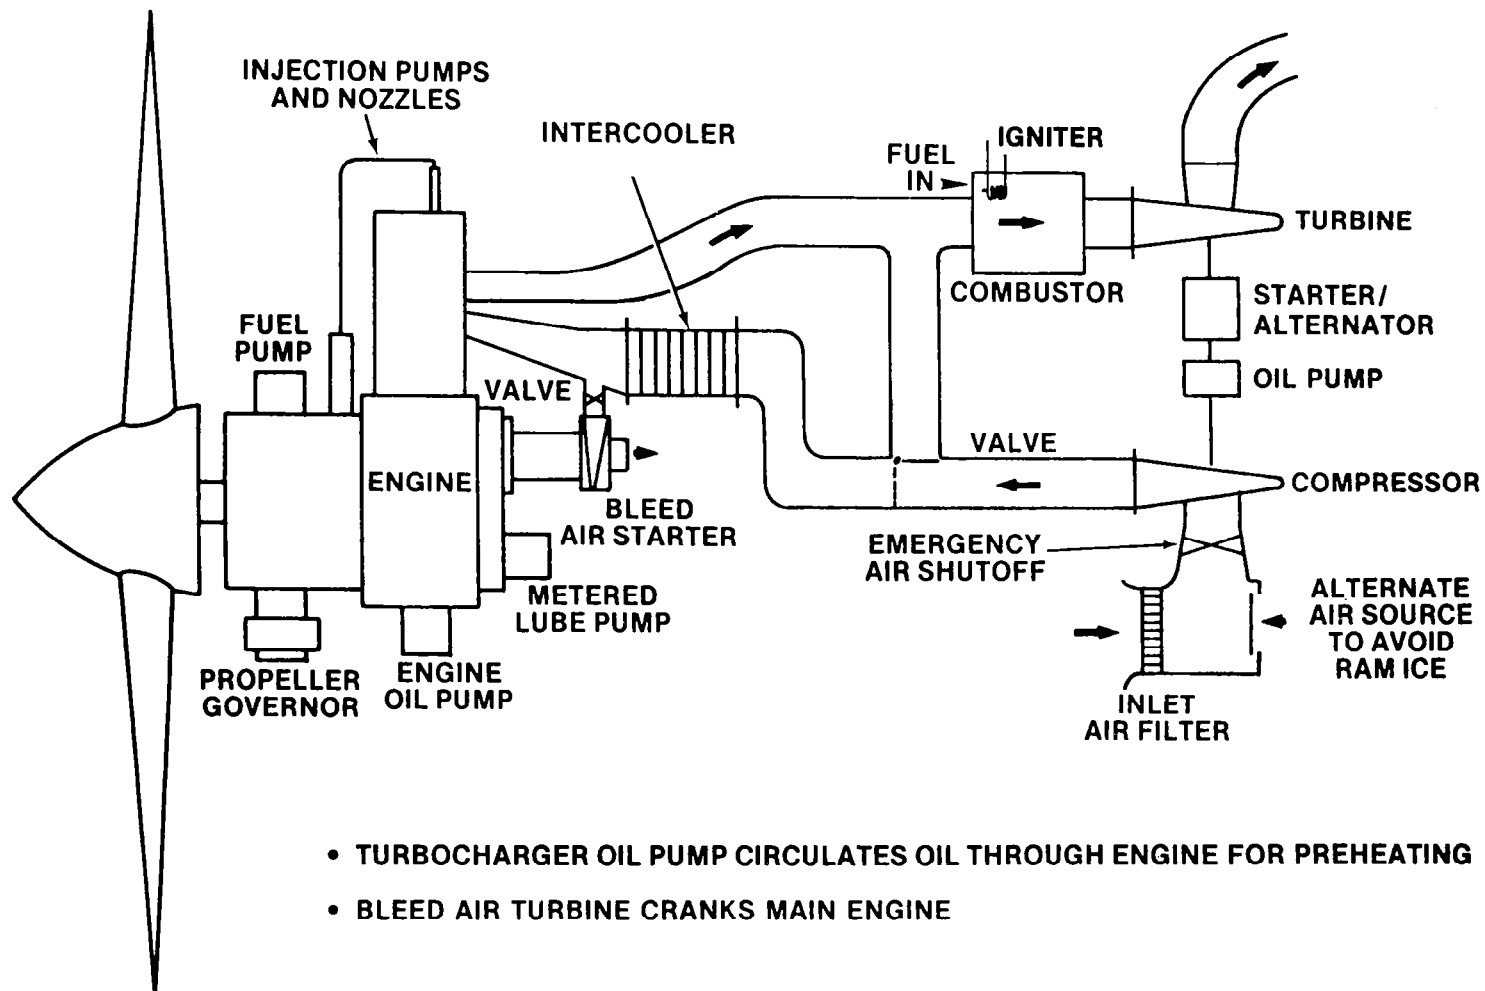 INJECTION PUMPS
AND NOZZLES
INTERCOOLER
IGNITER
FUEL
IN
TURBINE
COMBUSTOR
STARTER/
ALTERNATOR
FUEL
PUMP
OIL PUMP
VALVE
VALVE
ENGINE
COMPRESSOR
BLEED
AIR STARTER
EMERGENCY
AIR SHUTOFF
METERED
LUBE PUMP
ALTERNATE
AIR SOURCE
TO AVOID
RAM ICE
PROPELLER
GOVERNOR
ENGINE
OIL PUMP
INLET
AIR FILTER
• TURBOCHARGER OIL PUMP CIRCULATES OIL THROUGH ENGINE FOR PREHEATING
• BLEED AIR TURBINE CRANKS MAIN ENGINE